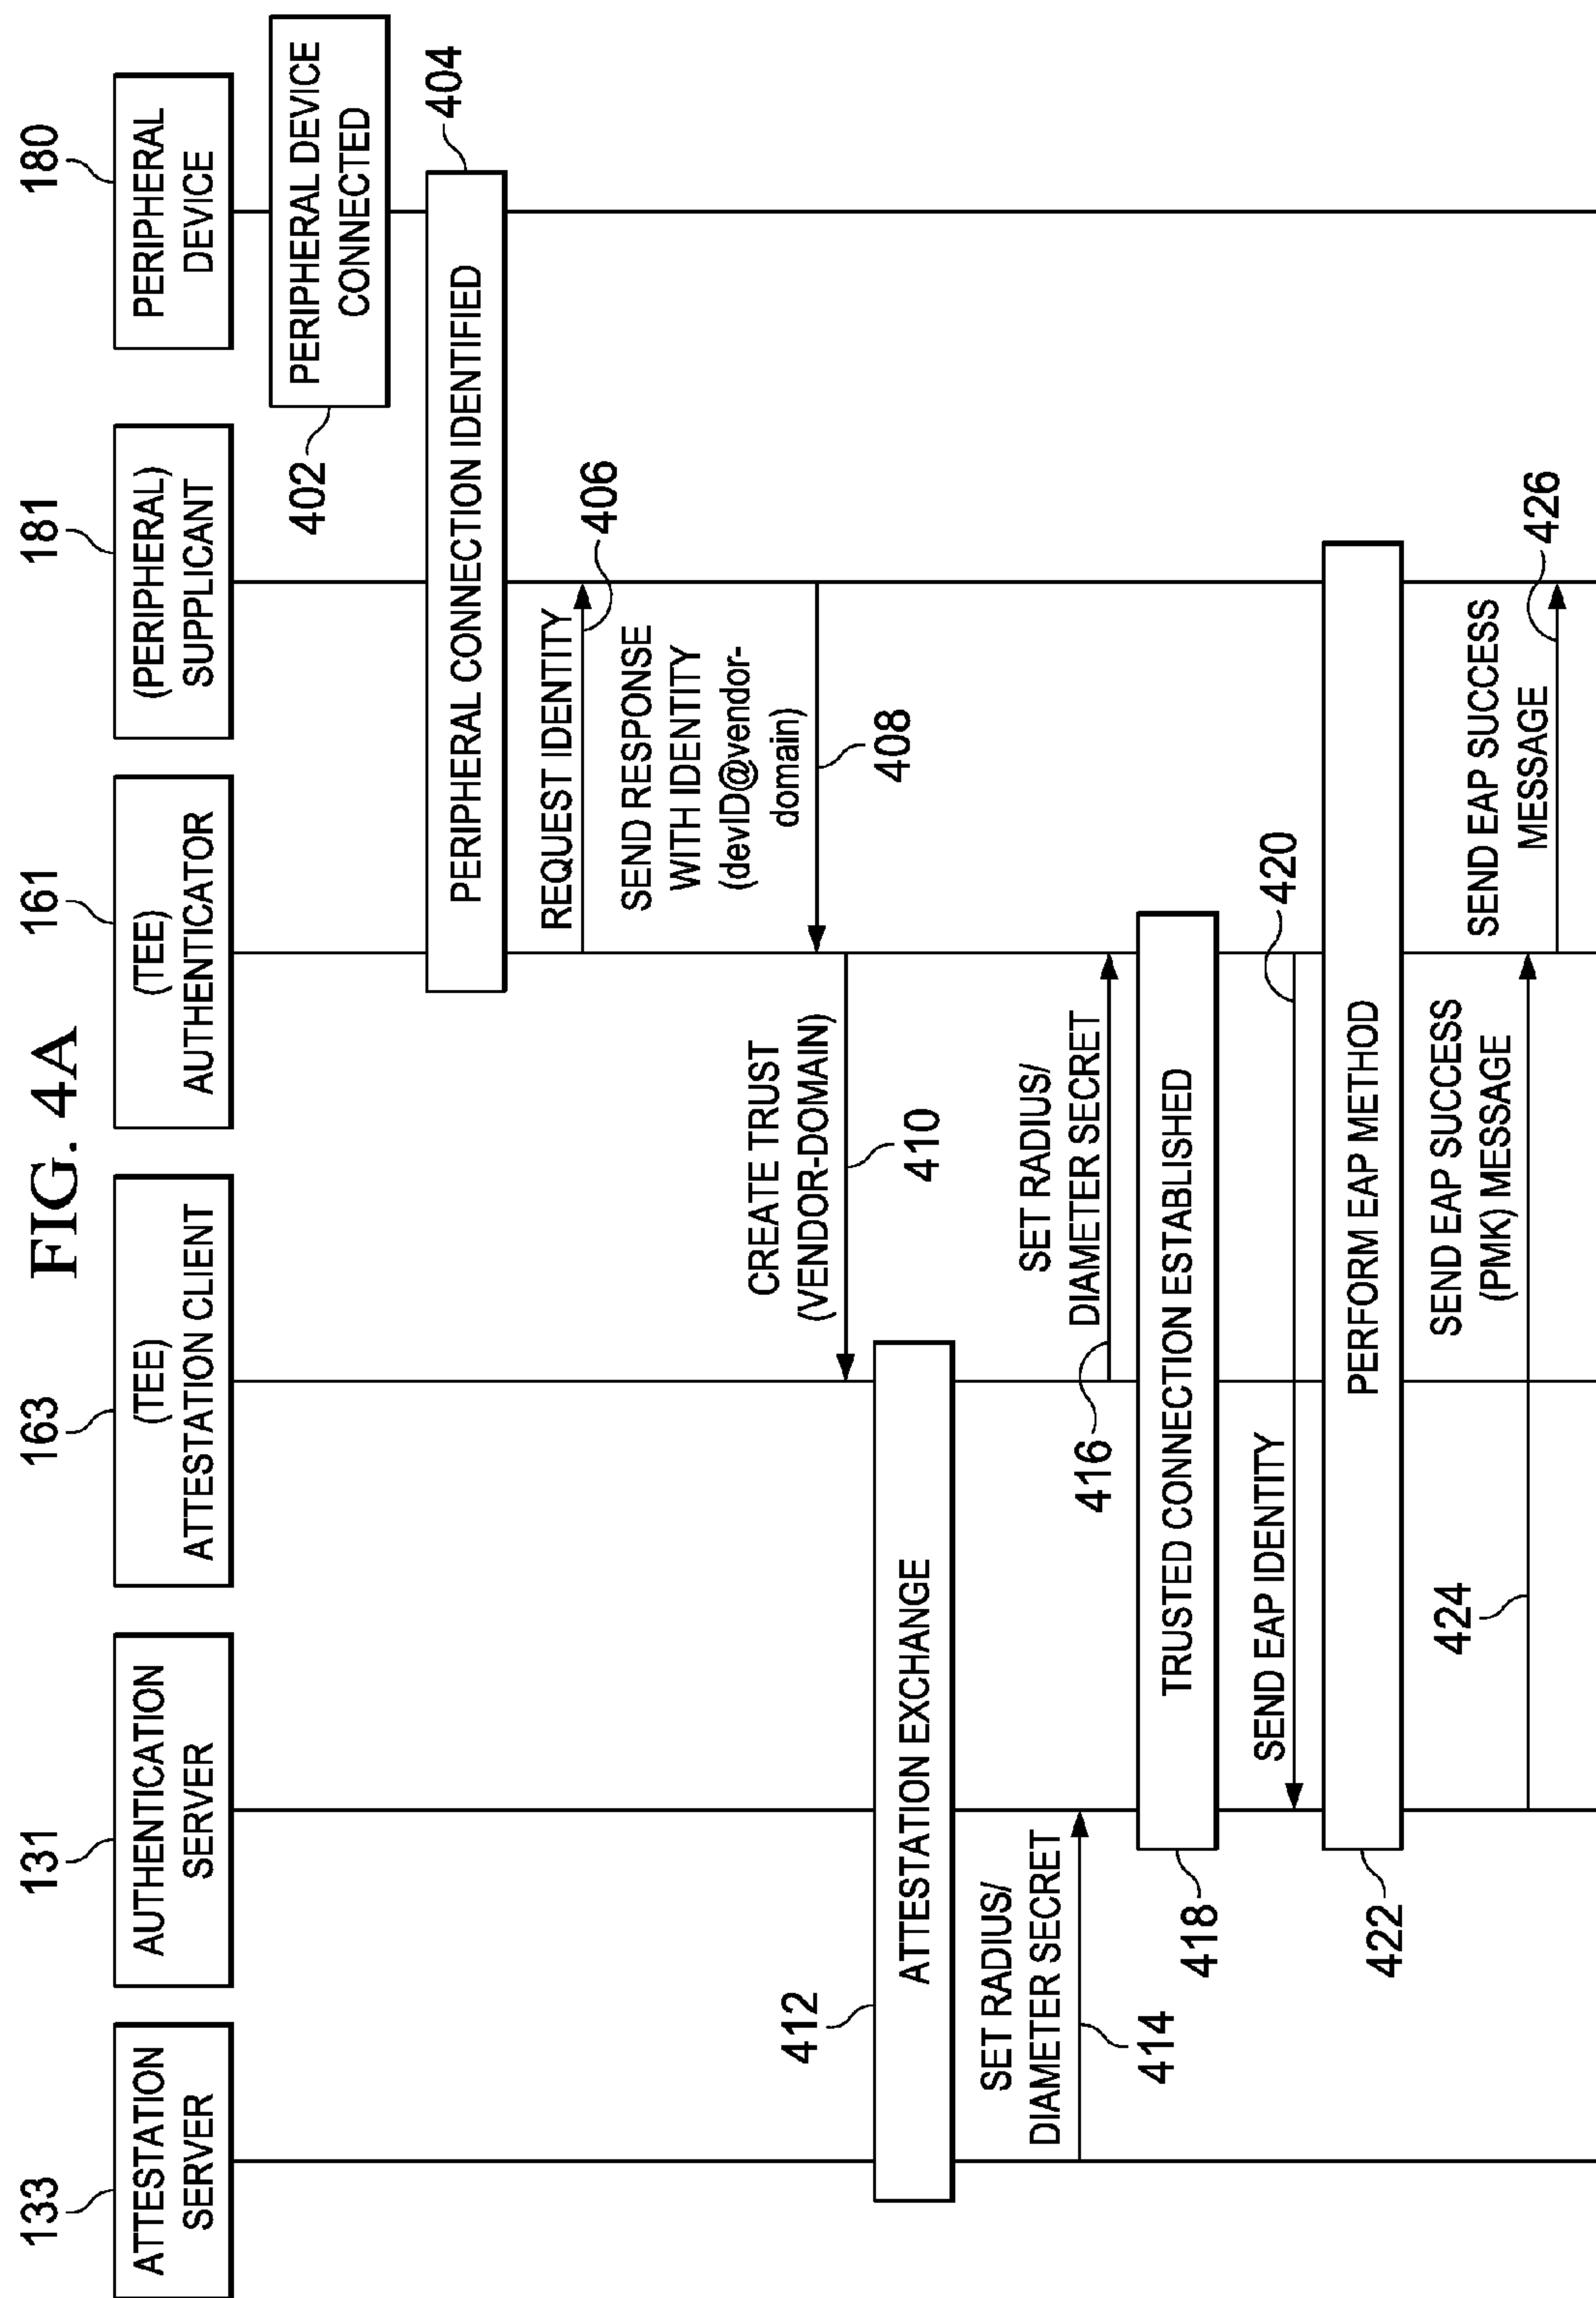 FIG. 4A
133
131
163
161
181
180
ATTESTATION
SERVER
AUTHENTICATION
SERVER
(TEE)
ATTESTATION CLIENT
(TEE)
AUTHENTICATOR
(PERIPHERAL)
SUPPLICANT
PERIPHERAL
DEVICE
402
PERIPHERAL DEVICE
CONNECTED
PERIPHERAL CONNECTION IDENTIFIED
404
REQUEST IDENTITY
406
SEND RESPONSE
WITH IDENTITY
(devID@vendor-
domain)
408
CREATE TRUST
(VENDOR-DOMAIN)
410
412
ATTESTATION EXCHANGE
SET RADIUS/
DIAMETER SECRET
414
SET RADIUS/
DIAMETER SECRET
416
TRUSTED CONNECTION ESTABLISHED
418
SEND EAP IDENTITY
420
PERFORM EAP METHOD
422
SEND EAP SUCCESS
(PMK) MESSAGE
424
SEND EAP SUCCESS
MESSAGE
426